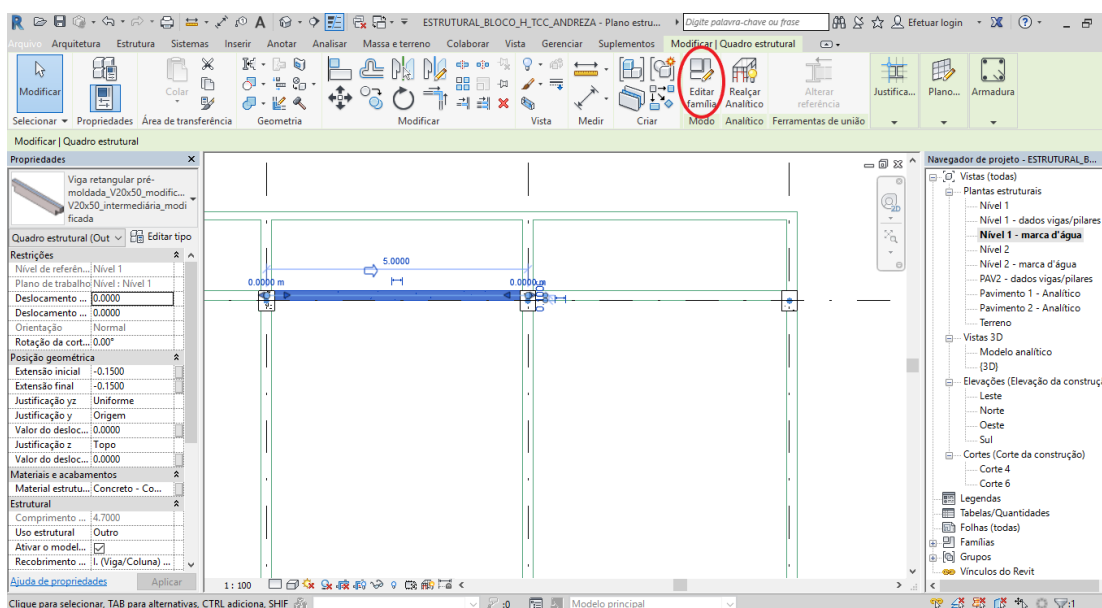 ESTRUTURAL_BLOCO_H_TCC_ANDREZA - Plano estru...
Digite palavra-chave ou frase
Efetuar login
Arquivo Arquitetura Estrutura Sistemas Inserir Anotar Analisar Massa e terreno Colaborar Vista Gerenciar Suplementos Modificar | Quadro estrutural
Modificar
Colar
Editar família
Realçar Analítico
Alterar referência
Justifica...
Plano...
Armadura
Selecionar Propriedades Área de transferência Geometria Modificar Vista Medir Criar Modo Analítico Ferramentas de união
Modificar | Quadro estrutural
Propriedades
Viga retangular pré-
moldada_V20x50_modific...
V20x50_intermediária_modi
ficada
Quadro estrutural (Out
Editar tipo
Restrições
Nível de referên... Nível 1
Plano de trabalho Nível : Nível 1
Deslocamento ... 0.0000
Deslocamento ... 0.0000
Orientação Normal
Rotação da cort... 0.00°
Posição geométrica
Extensão inicial -0.1500
Extensão final -0.1500
Justificação yz Uniforme
Justificação y Origem
Valor do desloc... 0.0000
Justificação z Topo
Valor do desloc... 0.0000
Materiais e acabamentos
Material estrutu... Concreto - Co...
Estrutural
Comprimento ... 4.7000
Uso estrutural Outro
Ativar o model...
Recobrimento ... I. (Viga/Coluna) ...
Ajuda de propriedades
Aplicar
5.0000
0.0000 m
2D
1 : 100
Navegador de projeto - ESTRUTURAL_B...
Vistas (todas)
Plantas estruturais
Nível 1
Nível 1 - dados vigas/pilares
Nível 1 - marca d'água
Nível 2
Nível 2 - marca d'água
PAV2 - dados vigas/pilares
Pavimento 1 - Analítico
Pavimento 2 - Analítico
Terreno
Vistas 3D
Modelo analítico
{3D}
Elevações (Elevação da construç
Leste
Norte
Oeste
Sul
Cortes (Corte da construção)
Corte 4
Corte 6
Legendas
Tabelas/Quantidades
Folhas (todas)
Famílias
Grupos
Vínculos do Revit
Clique para selecionar, TAB para alternativas, CTRL adiciona, SHIF
:0
Modelo principal
:1